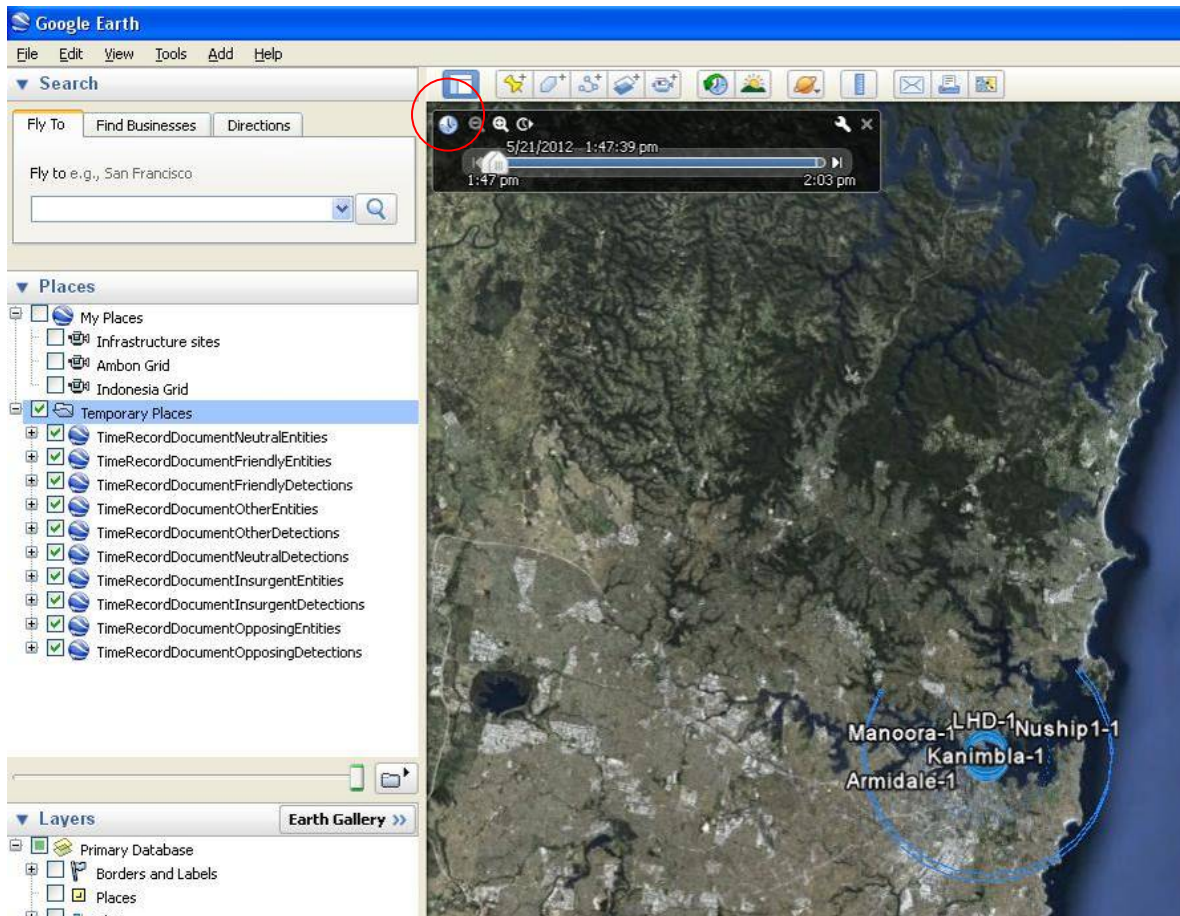 Google Earth
File Edit View Tools Add Help
Search
Fly To Find Businesses Directions
Fly to e.g., San Francisco
Places
My Places
Infrastructure sites
Ambon Grid
Indonesia Grid
Temporary Places
TimeRecordDocumentNeutralEntities
TimeRecordDocumentFriendlyEntities
TimeRecordDocumentFriendlyDetections
TimeRecordDocumentOtherEntities
TimeRecordDocumentOtherDetections
TimeRecordDocumentNeutralDetections
TimeRecordDocumentInsurgentEntities
TimeRecordDocumentInsurgentDetections
TimeRecordDocumentOpposingEntities
TimeRecordDocumentOpposingDetections
Layers Earth Gallery >>
Primary Database
Borders and Labels
Places
5/21/2012 1:47:39 pm
1:47 pm 2:03 pm
Manoora-1 LHD-1 Nuship1-1
Kanimbla-1
Armidale-1